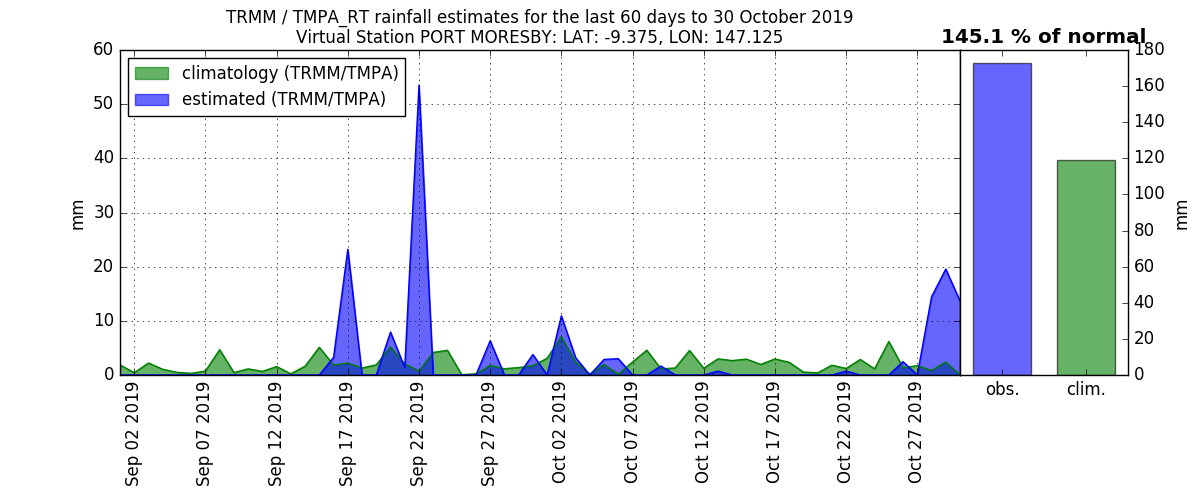 TRMM / TMPA_RT rainfall estimates for the last 60 days to 30 October 2019
Virtual Station PORT MORESBY: LAT: -9.375, LON: 147.125
145.1 % of normal
climatology (TRMM/TMPA)
estimated (TRMM/TMPA)
60
50
40
30
20
10
0
mm
180
160
140
120
100
80
60
40
20
0
mm
Sep 02 2019
Sep 07 2019
Sep 12 2019
Sep 17 2019
Sep 22 2019
Sep 27 2019
Oct 02 2019
Oct 07 2019
Oct 12 2019
Oct 17 2019
Oct 22 2019
Oct 27 2019
obs.
clim.